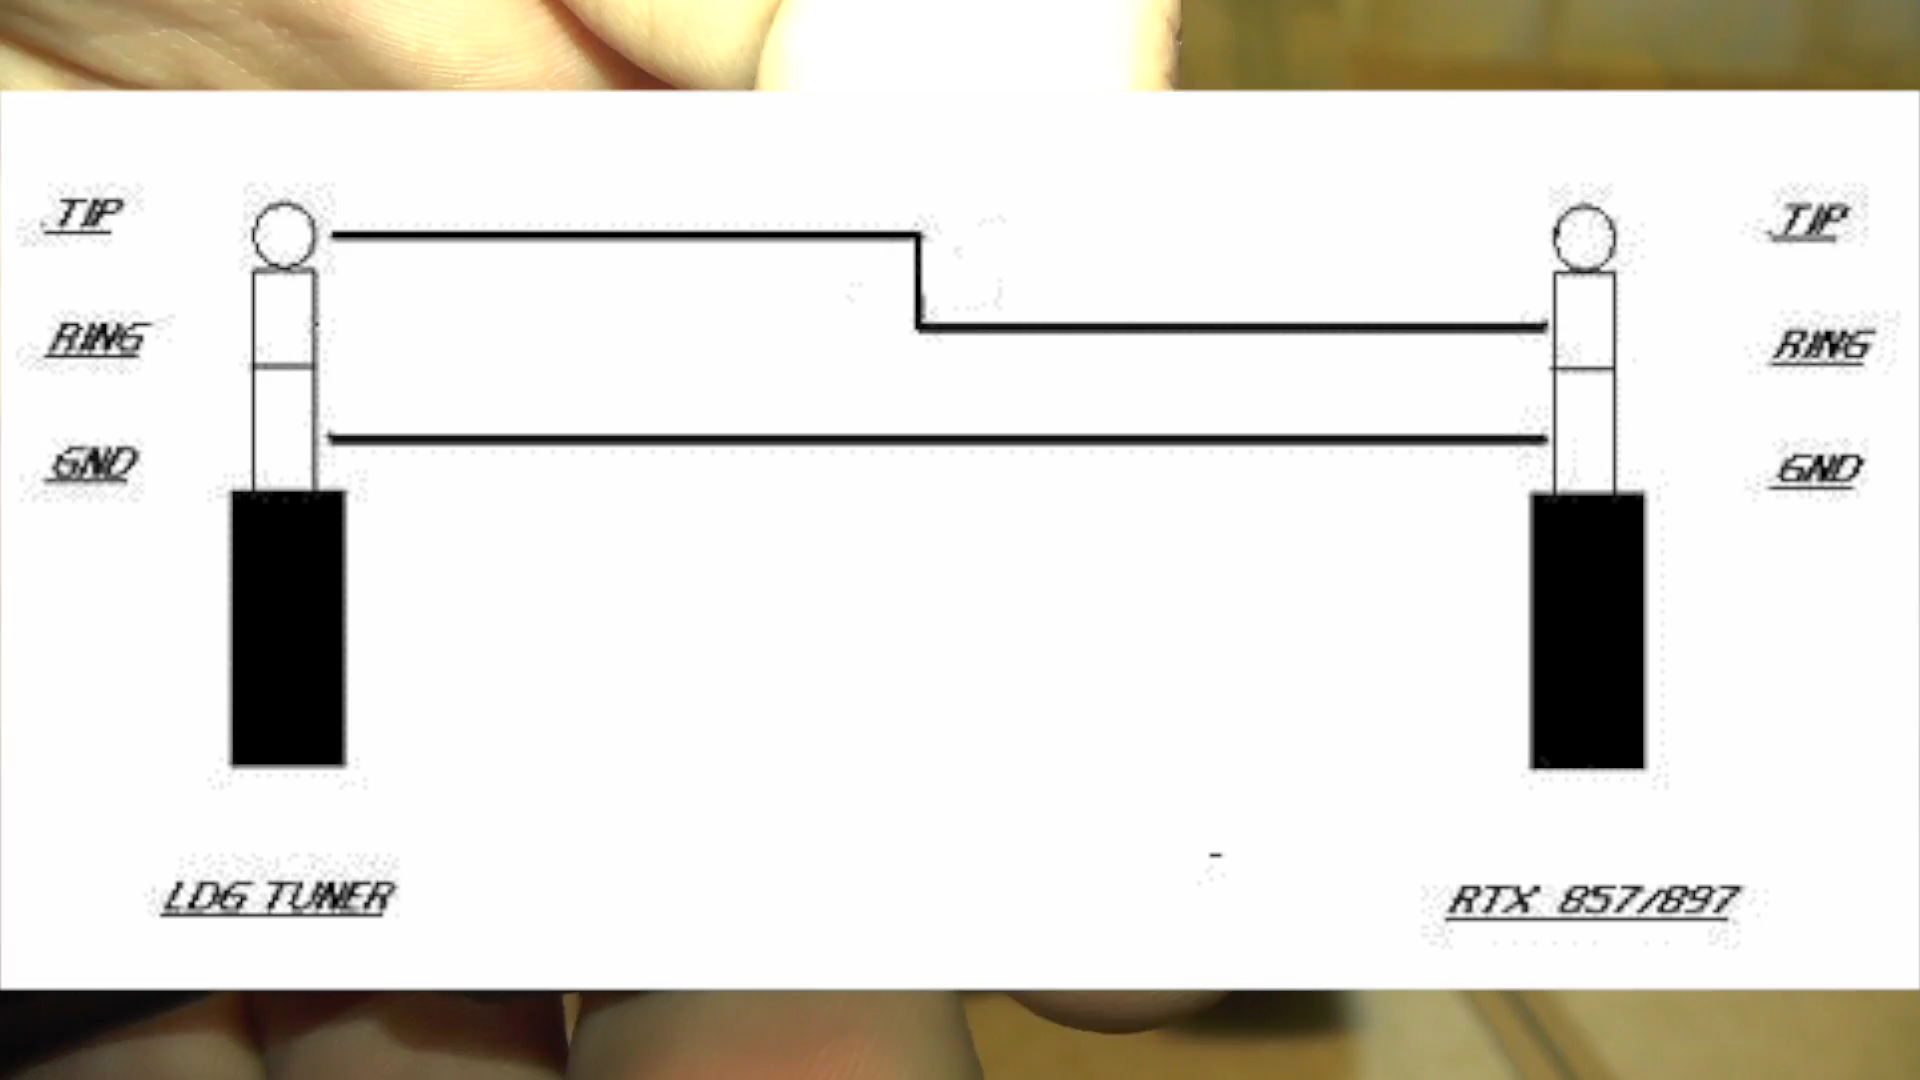 TIP
RING
GND
TIP
RING
GND
LDG TUNER
RTX 857/897